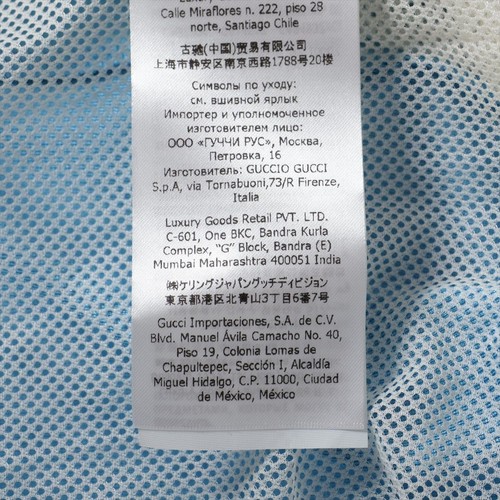 Calle Miraflores n. 222, piso 28
norte, Santiago Chile
古驰(中国)贸易有限公司
上海市静安区南京西路1788号20楼
Символы по уходу:
см. вшивной ярлык
Импортер и уполномоченное
изготовителем лицо:
ООО «ГУЧЧИ РУС», Москва,
Петровка, 16
Изготовитель: GUCCIO GUCCI
S.p.A, via Tornabuoni,73/R Firenze,
Italia
Luxury Goods Retail PVT. LTD.
C-601, One BKC, Bandra Kurla
Complex, “G” Block, Bandra (E)
Mumbai Maharashtra 400051 India
㈱ケリングジャパングッチディビジョン
東京都港区北青山3丁目6番7号
Gucci Importaciones, S.A. de C.V.
Blvd. Manuel Ávila Camacho No. 40,
Piso 19, Colonia Lomas de
Chapultepec, Sección I, Alcaldía
Miguel Hidalgo, C.P. 11000, Ciudad
de México, México